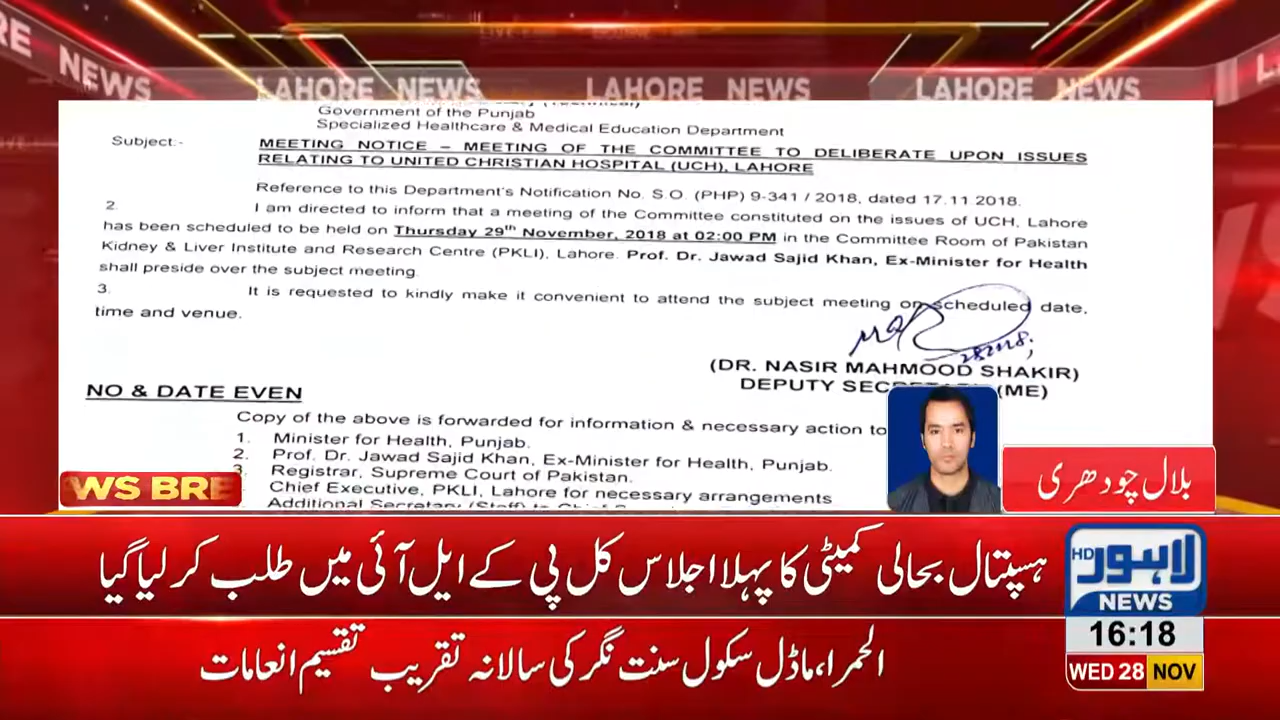 LAHORE NEWS
NEWS
LAHORE NEWS
LAHORE NEWS
LAHORE NEWS
Government of the Punjab
Specialized Healthcare & Medical Education Department
Subject:- MEETING NOTICE – MEETING OF THE COMMITTEE TO DELIBERATE UPON ISSUES
RELATING TO UNITED CHRISTIAN HOSPITAL (UCH), LAHORE
Reference to this Department's Notification No. S.O. (PHP) 9-341 / 2018, dated 17.11 2018.
2. I am directed to inform that a meeting of the Committee constituted on the issues of UCH, Lahore
has been scheduled to be held on Thursday 29th November, 2018 at 02:00 PM in the Committee Room of Pakistan
Kidney & Liver Institute and Research Centre (PKLI), Lahore. Prof. Dr. Jawad Sajid Khan, Ex-Minister for Health
shall preside over the subject meeting.
3. It is requested to kindly make it convenient to attend the subject meeting on scheduled date,
time and venue.
(DR. NASIR MAHMOOD SHAKIR)
DEPUTY (ME)
NO & DATE EVEN
Copy of the above is forwarded for information & necessary action to
1. Minister for Health, Punjab.
2. Prof. Dr. Jawad Sajid Khan, Ex-Minister for Health, Punjab.
3. Registrar, Supreme Court of Pakistan.
Chief Executive, PKLI, Lahore for necessary arrangements
WS BRE
بلال چودھری
ہسپتال بحالی کمیٹی کا پہلا اجلاس کل پی کے ایل آئی میں طلب کر لیا گیا
الحمرا، ماڈل سکول سنت نگر کی سالانہ تقریب تقسیم انعامات
HD لاہور
NEWS
16:18
WED 28 NOV